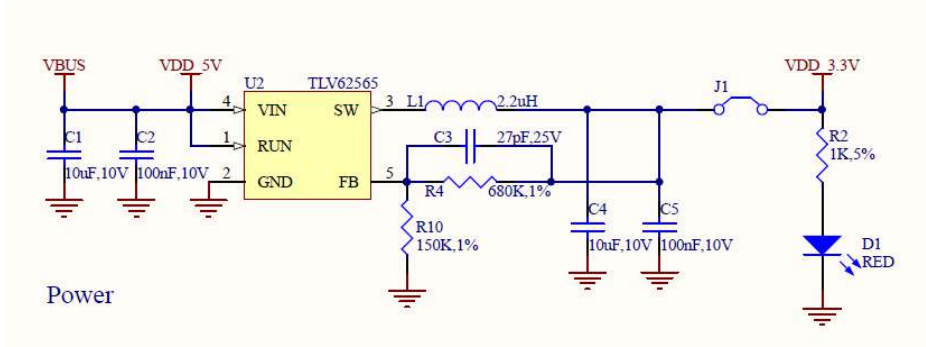 VBUS VDD_5V VDD_3.3V
U2 TLV62565 J1
4 VIN SW 3 L1 2.2uH
C1 C2 1 RUN C3 27pF,25V R2
1K,5%
10uF,10V 100nF,10V 2 GND FB 5 R4 680K,1%
C4 C5
R10
150K,1% 10uF,10V 100nF,10V D1
RED
Power